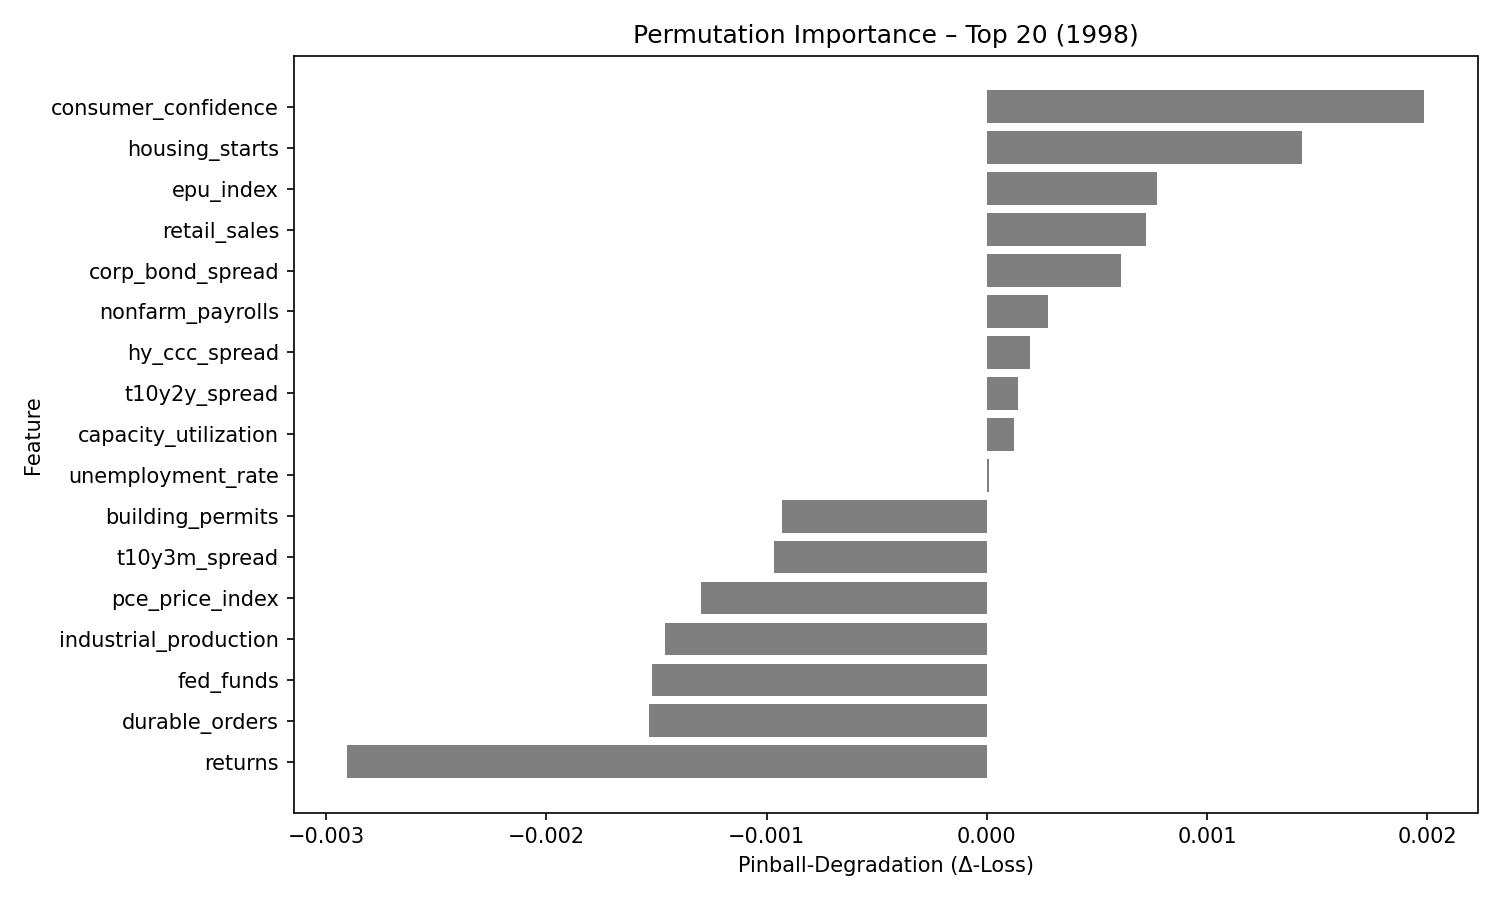 Permutation Importance – Top 20 (1998)
consumer_confidence
housing_starts
epu_index
retail_sales
corp_bond_spread
nonfarm_payrolls
hy_ccc_spread
t10y2y_spread
capacity_utilization
unemployment_rate
building_permits
t10y3m_spread
pce_price_index
industrial_production
fed_funds
durable_orders
returns
Feature
−0.003 −0.002 −0.001 0.000 0.001 0.002
Pinball-Degradation (Δ-Loss)